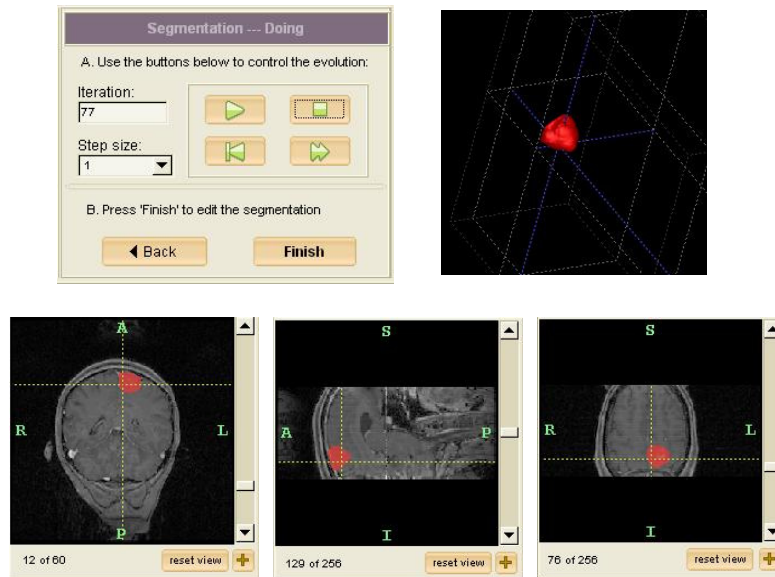 Segmentation --- Doing
A. Use the buttons below to control the evolution:
Iteration:
77
Step size:
1
B. Press 'Finish' to edit the segmentation
Back
Finish
A
R
L
P
12 of 60
reset view
S
A
P
I
129 of 256
reset view
S
R
L
I
76 of 256
reset view